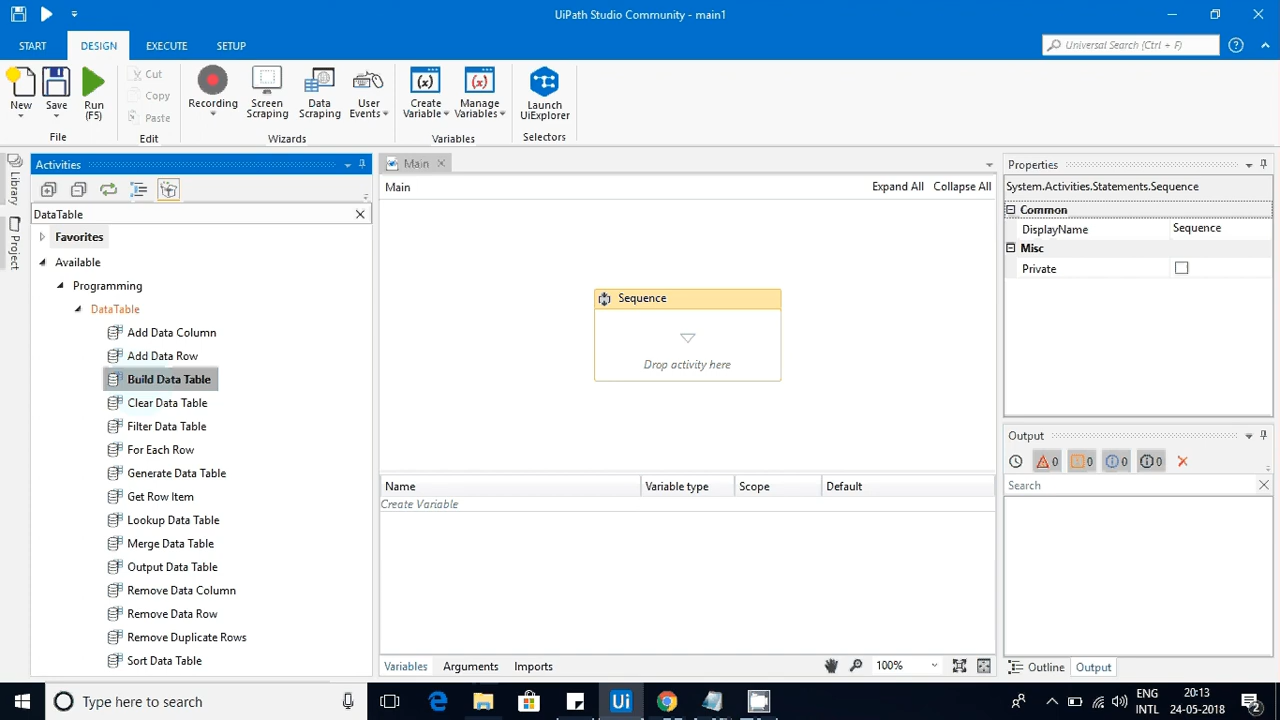 UiPath Studio Community - main1
START DESIGN EXECUTE SETUP
Universal Search (Ctrl + F)
New Save Run (F5)
File
Cut
Copy
Paste
Edit
Recording Screen Scraping Data Scraping User Events
Wizards
Create Variable Manage Variables
Variables
Launch UiExplorer
Selectors
Library
Project
Activities
DataTable
Favorites
Available
Programming
DataTable
Add Data Column
Add Data Row
Build Data Table
Clear Data Table
Filter Data Table
For Each Row
Generate Data Table
Get Row Item
Lookup Data Table
Merge Data Table
Output Data Table
Remove Data Column
Remove Data Row
Remove Duplicate Rows
Sort Data Table
Main
Main Expand All Collapse All
Sequence
Drop activity here
Name Variable type Scope Default
Create Variable
Variables Arguments Imports 100%
Properties
System.Activities.Statements.Sequence
Common
DisplayName Sequence
Misc
Private
Output
0 0 0 0
Search
Outline Output
Type here to search
Ui
ENG
INTL
20:13
24-05-2018
2